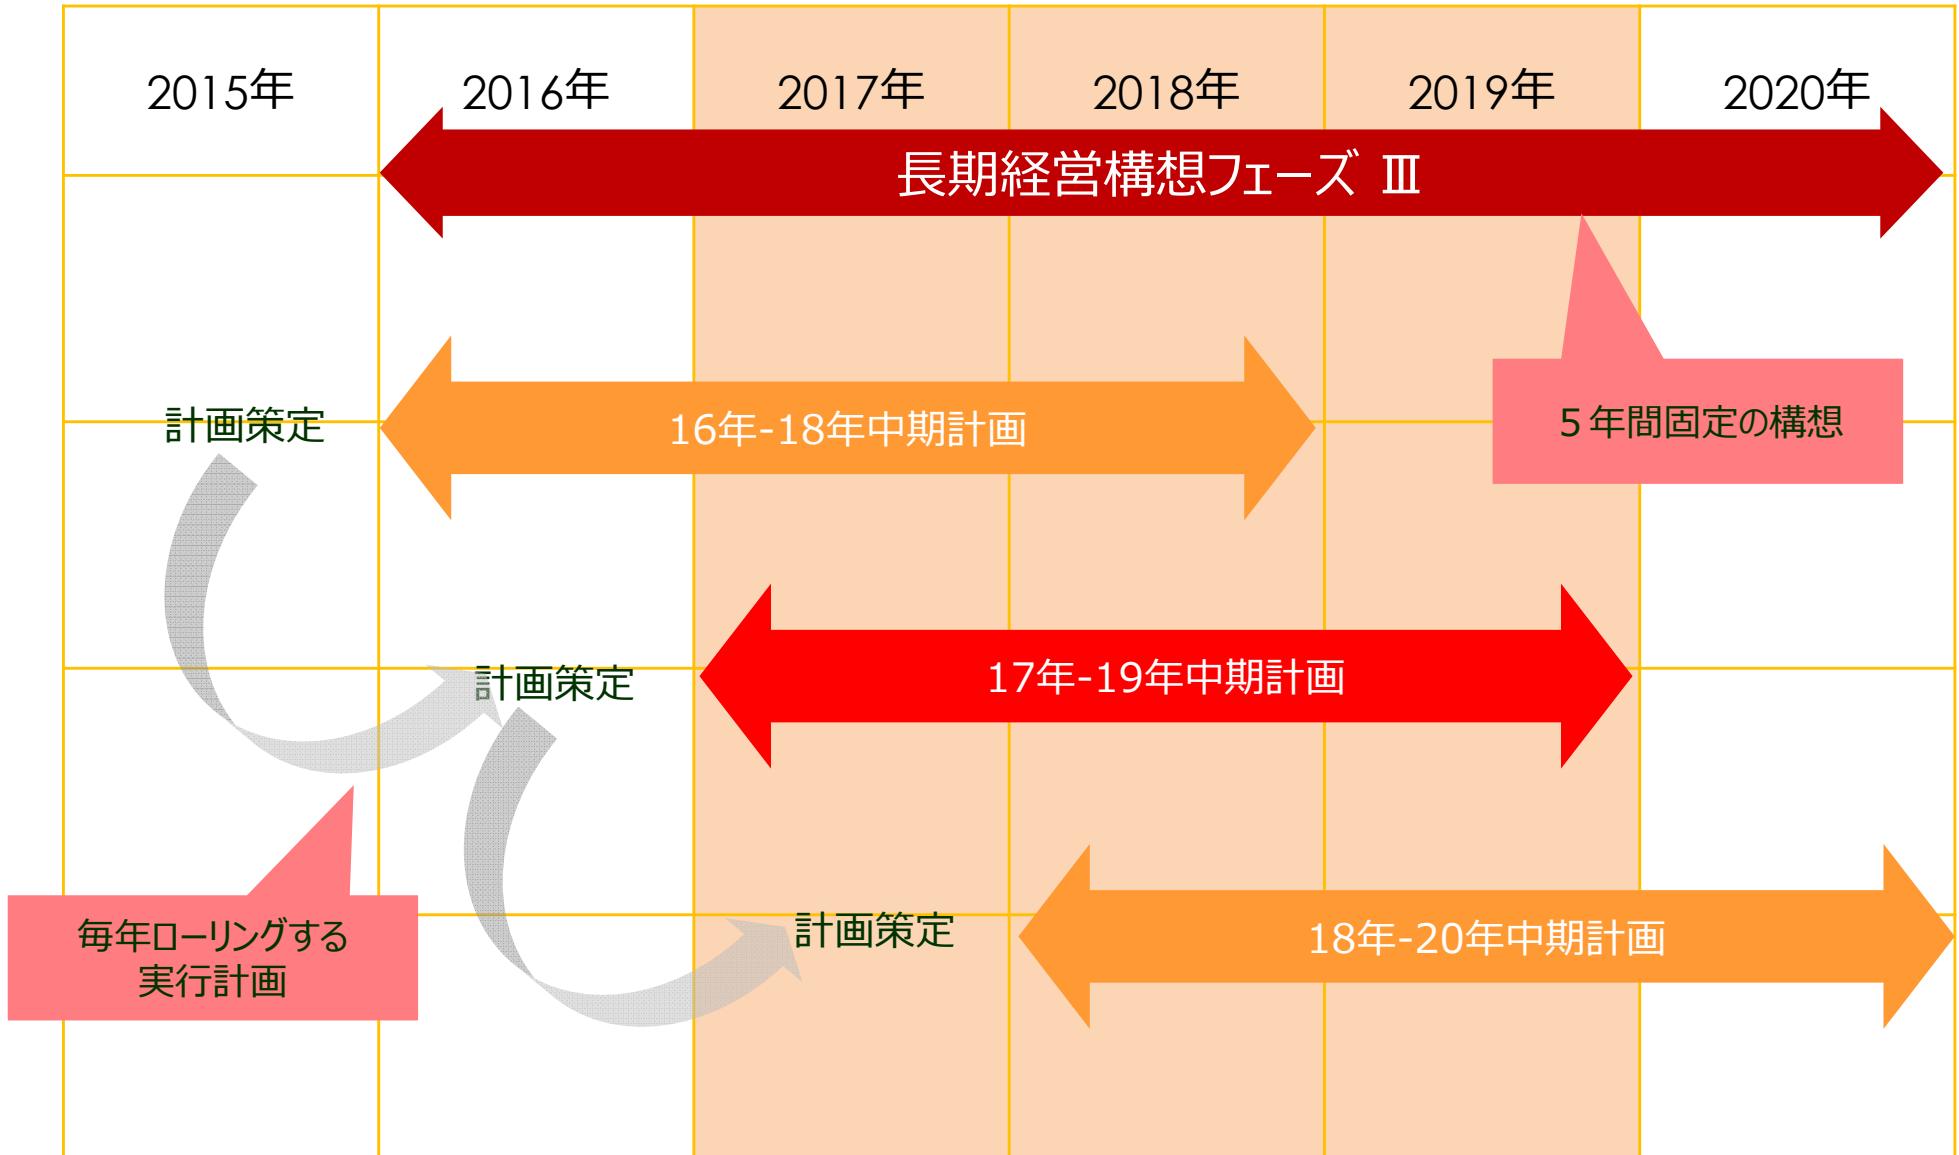 2015年 2016年 2017年 2018年 2019年 2020年
長期経営構想フェーズ Ⅲ
計画策定
16年-18年中期計画
５年間固定の構想
計画策定
17年-19年中期計画
計画策定
18年-20年中期計画
毎年ローリングする
実行計画